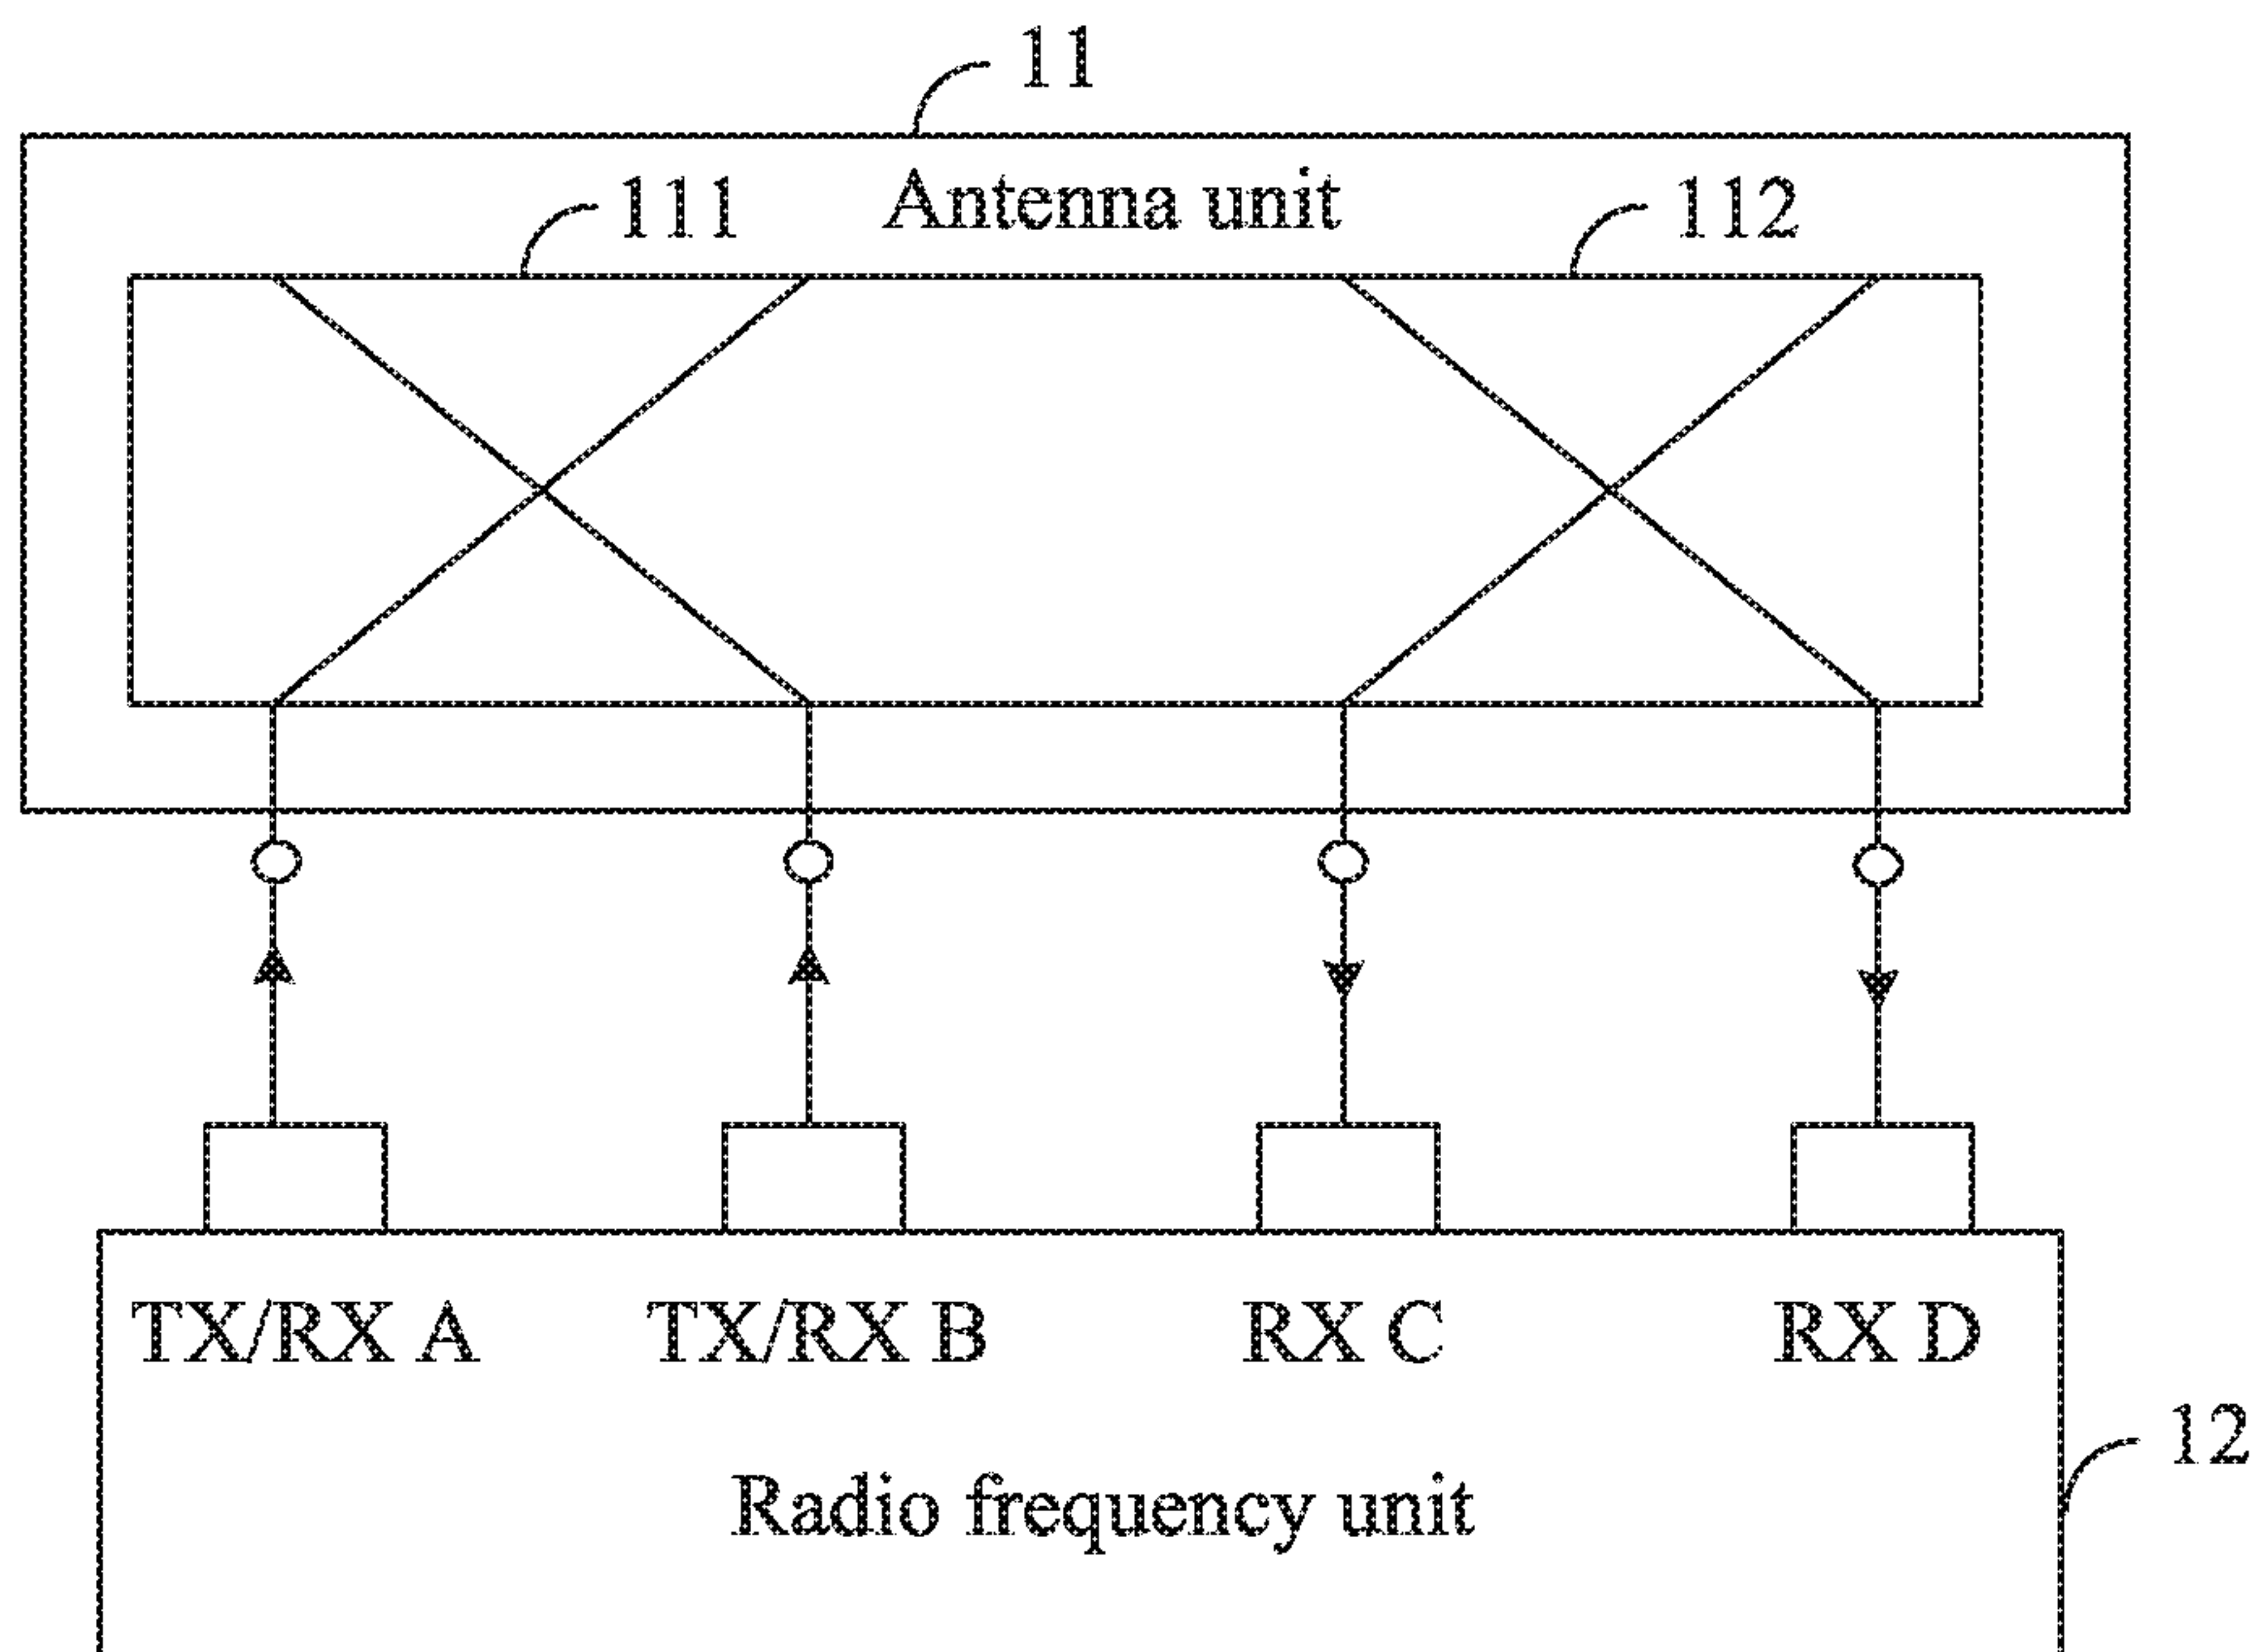 11
Antenna unit
111
112
TX/RX A
TX/RX B
RX C
RX D
12
Radio frequency unit